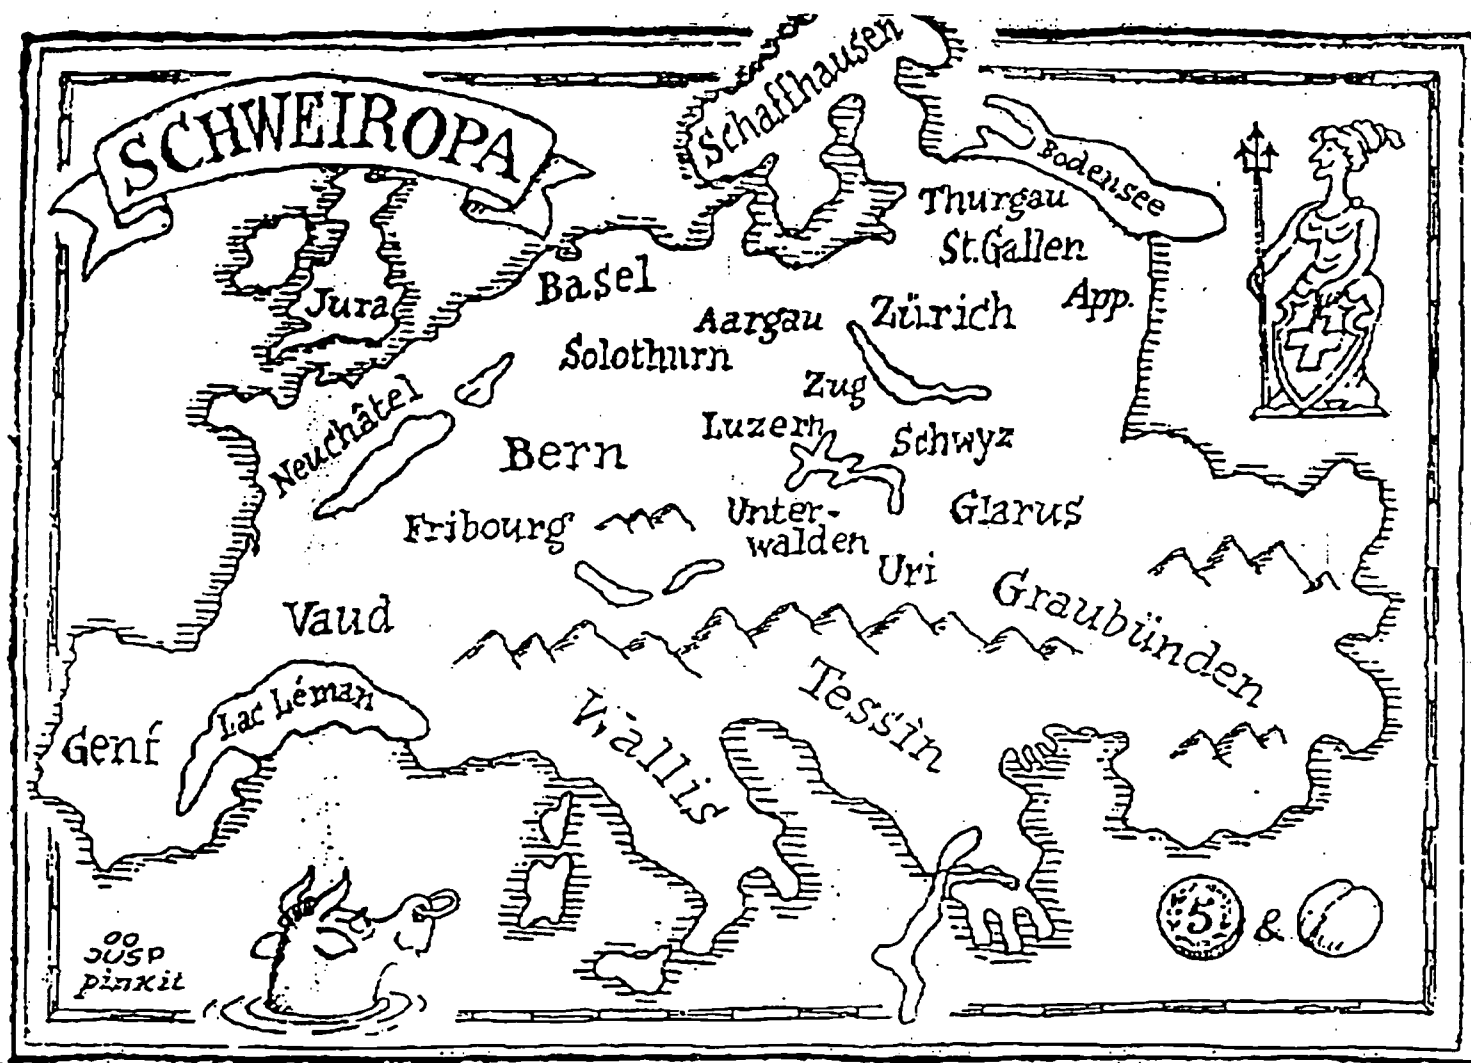 SCHWEIROPA
Schaffhausen
Bodensee
Thurgau
St.Gallen
App.
Jura
Basel
Aargau
Zürich
Solothurn
Zug
Neuchâtel
Luzern
Schwyz
Bern
Fribourg
Unter-
walden
Glarus
Uri
Graubünden
Vaud
Lac Léman
Genf
Wallis
Tessin
5 &
JÜSP
pinxit